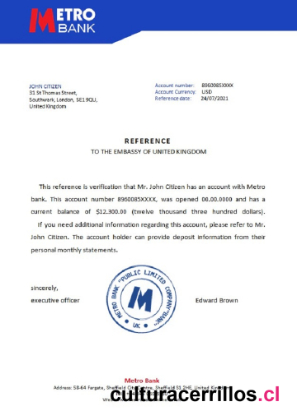 METRO
BANK
JOHN CITIZEN
33 St Thomas Street,
Southwark, London, SE1 9QU,
United Kingdom
Account number: 8960085XXXX
Account Currency: USD
Reference date: 24/07/2021
REFERENCE
TO THE EMBASSY OF UNITED KINGDOM
This reference is verification that Mr. John Citizen has an account with Metro
bank. This account number 8960085XXXX, was opened 00.00.0000 and has a
current balance of $12.300.00 (twelve thousand three hundred dollars).
If you need additional information regarding this account, please refer to Mr.
John Citizen. The account holder can provide deposit information from their
personal monthly statements.
sincerely,
executive officer
Edward Brown
METRO BANK "PUBLIC LIMITED COMPANY BANK"
M
UK
Metro Bank
Address: 58-64 Fargate, Sheffield City Centre, Sheffield S1 2HE, United Kingdom
culturacerrillos.cl